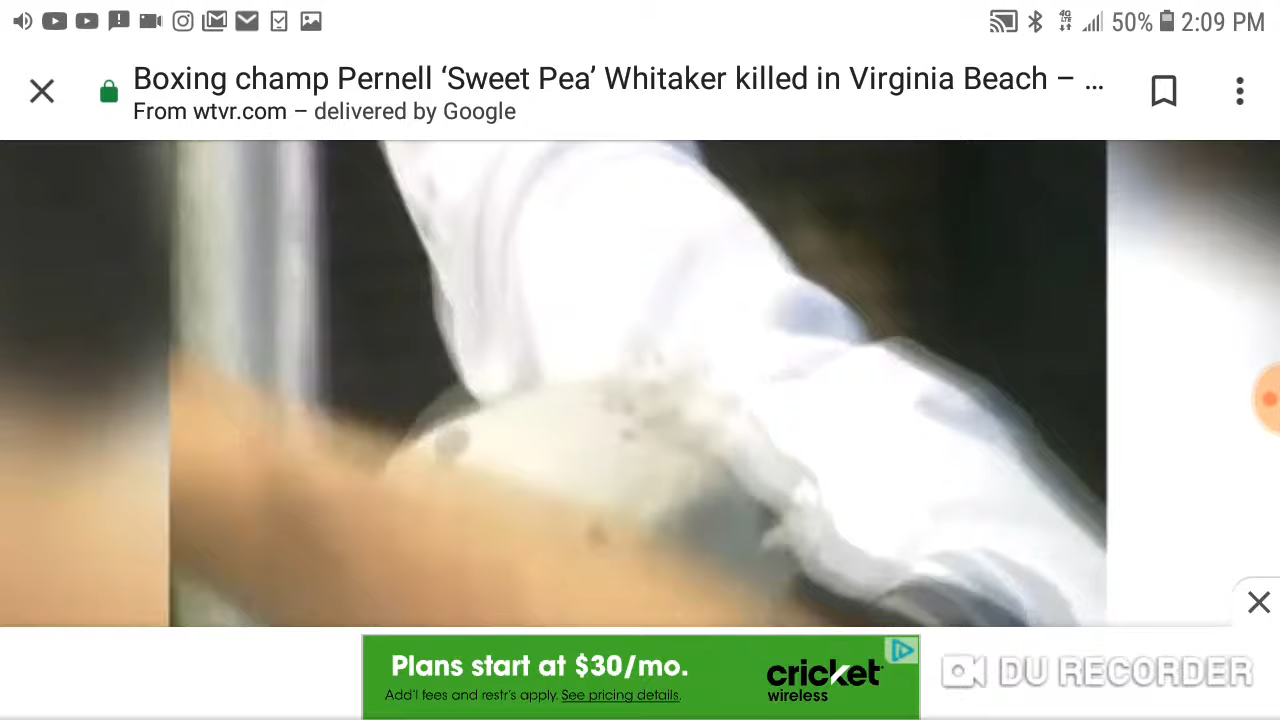 50% 2:09 PM
Boxing champ Pernell ‘Sweet Pea’ Whitaker killed in Virginia Beach – ...
From wtvr.com – delivered by Google
Plans start at $30/mo.
Add'l fees and restr's apply. See pricing details.
cricket
wireless
DU RECORDER